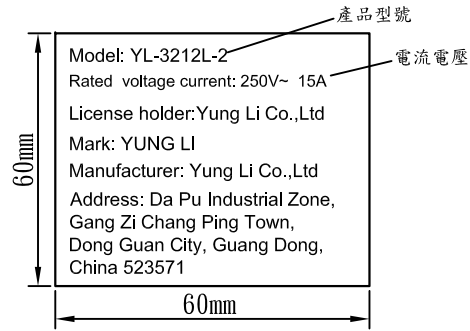 產品型號
Model: YL-3212L-2
電流電壓
Rated voltage current: 250V~ 15A
License holder:Yung Li Co.,Ltd
Mark: YUNG LI
Manufacturer: Yung Li Co.,Ltd
Address: Da Pu Industrial Zone,
Gang Zi Chang Ping Town,
Dong Guan City, Guang Dong,
China 523571
60mm
60mm